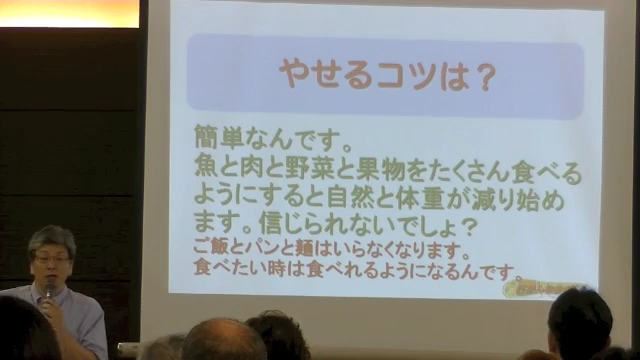 やせるコツは？
簡単なんです。
魚と肉と野菜と果物をたくさん食べる
ようにすると自然と体重が減り始め
ます。信じられないでしょ？
ご飯とパンと麺はいらなくなります。
食べたい時は食べれるようになるんです。